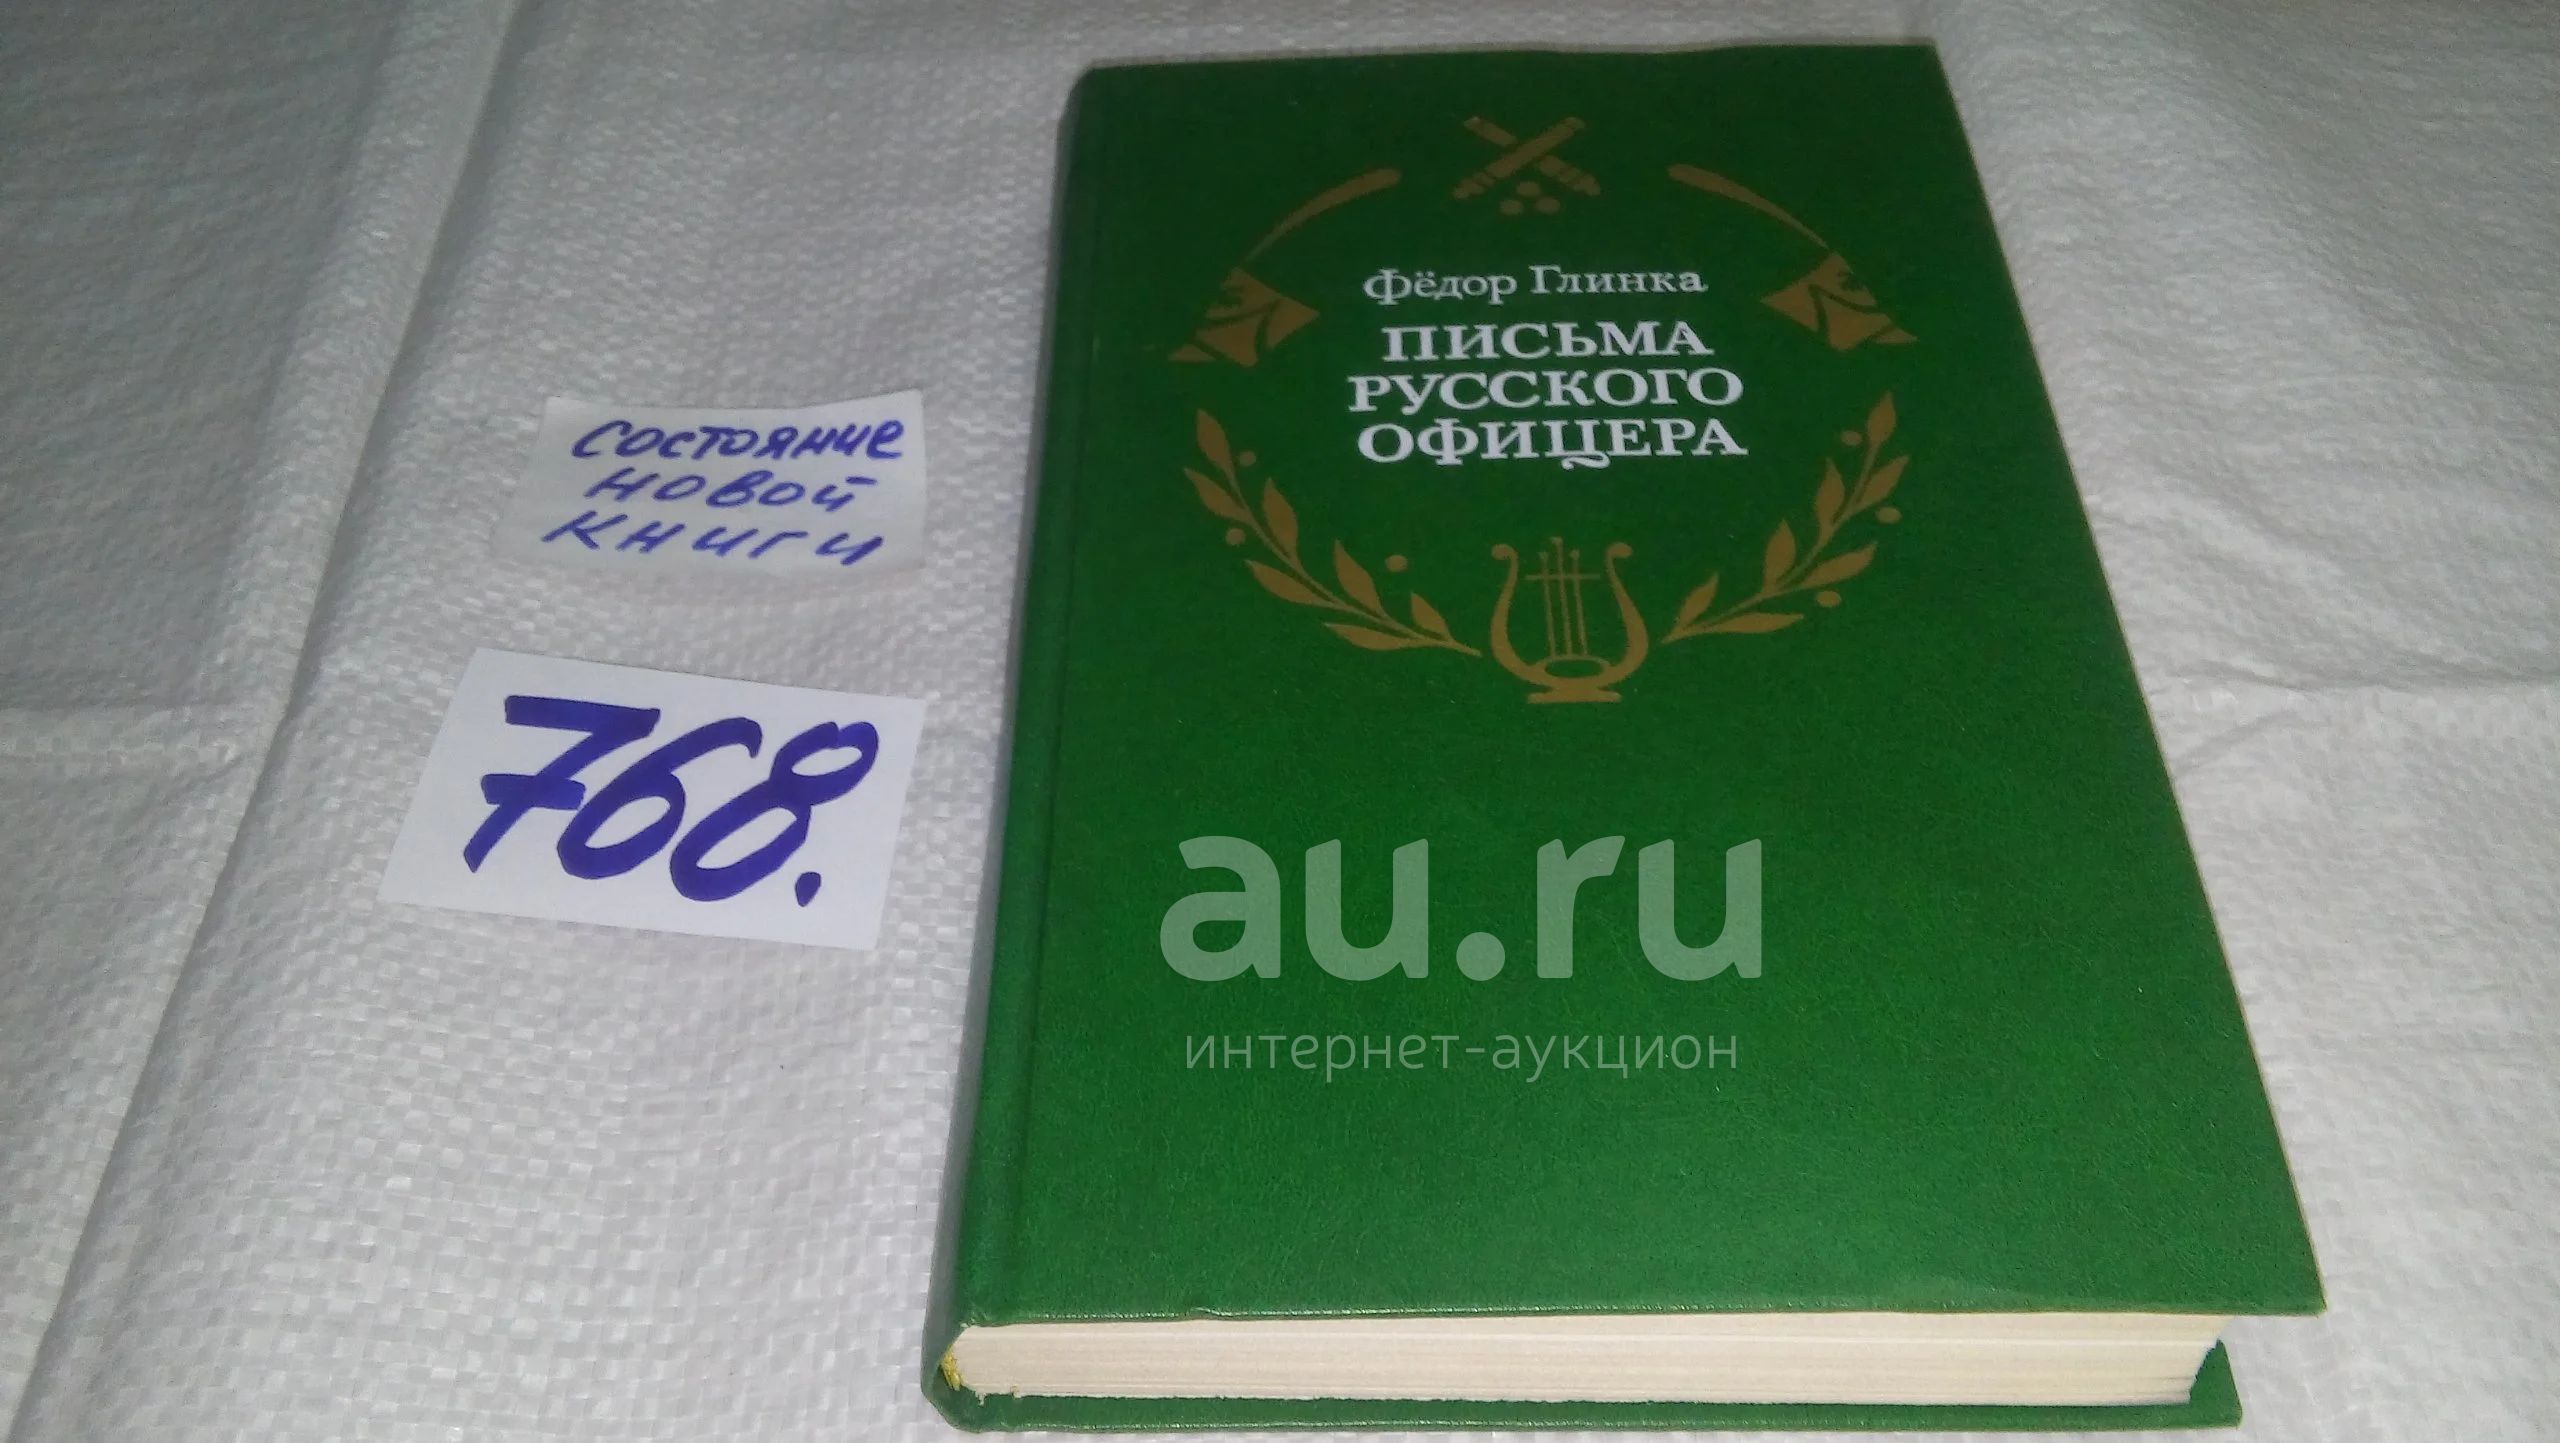 состояние
новой
книги
768.
Фёдор Глинка
ПИСЬМА
РУССКОГО
ОФИЦЕРА
au.ru
интернет-аукцион